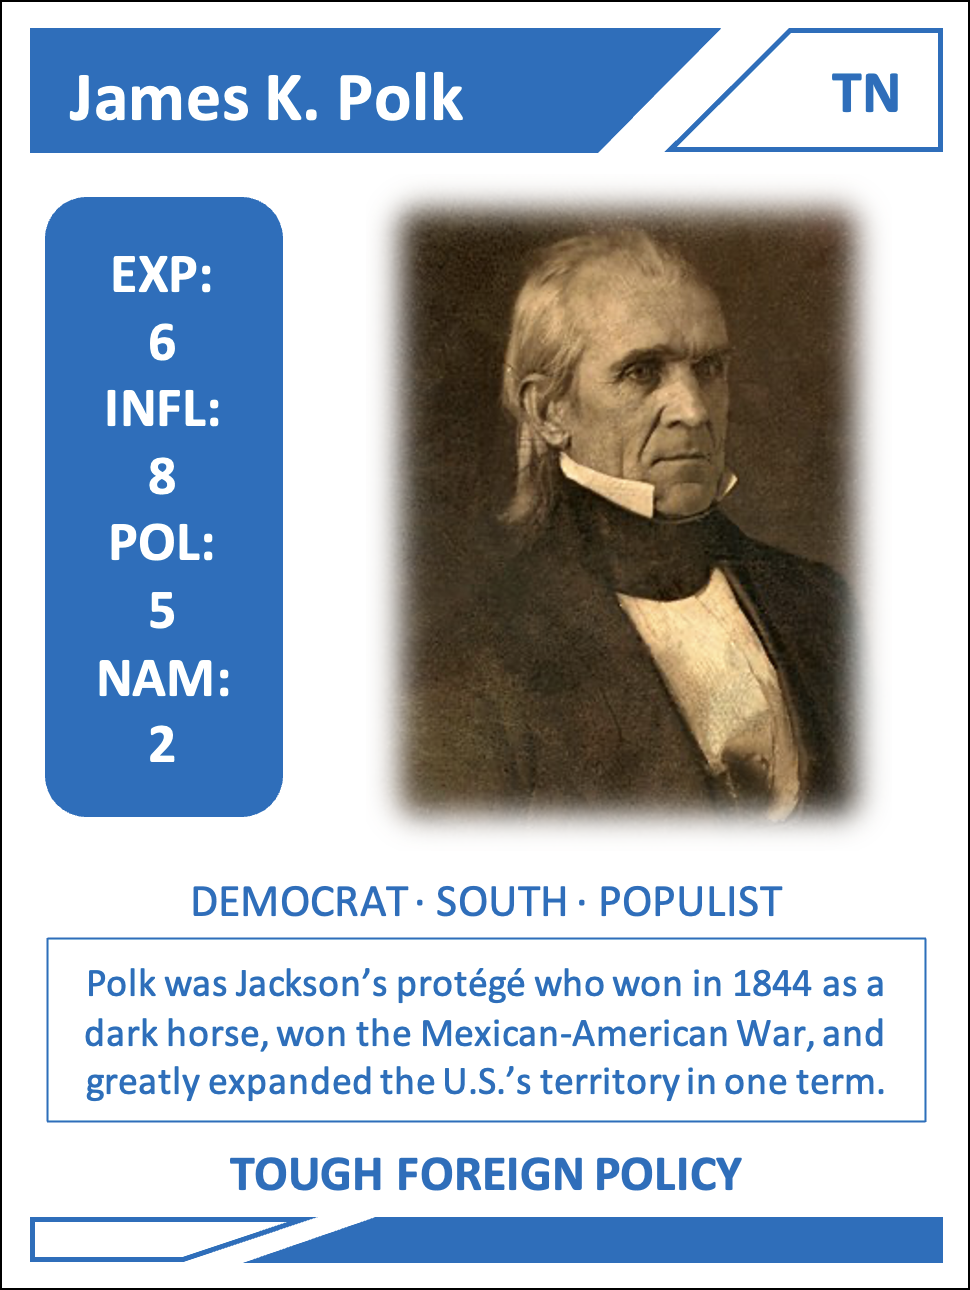 James K. Polk
TN
EXP:
6
INFL:
8
POL:
5
NAM:
2
DEMOCRAT · SOUTH · POPULIST
Polk was Jackson’s protégé who won in 1844 as a
dark horse, won the Mexican-American War, and
greatly expanded the U.S.’s territory in one term.
TOUGH FOREIGN POLICY